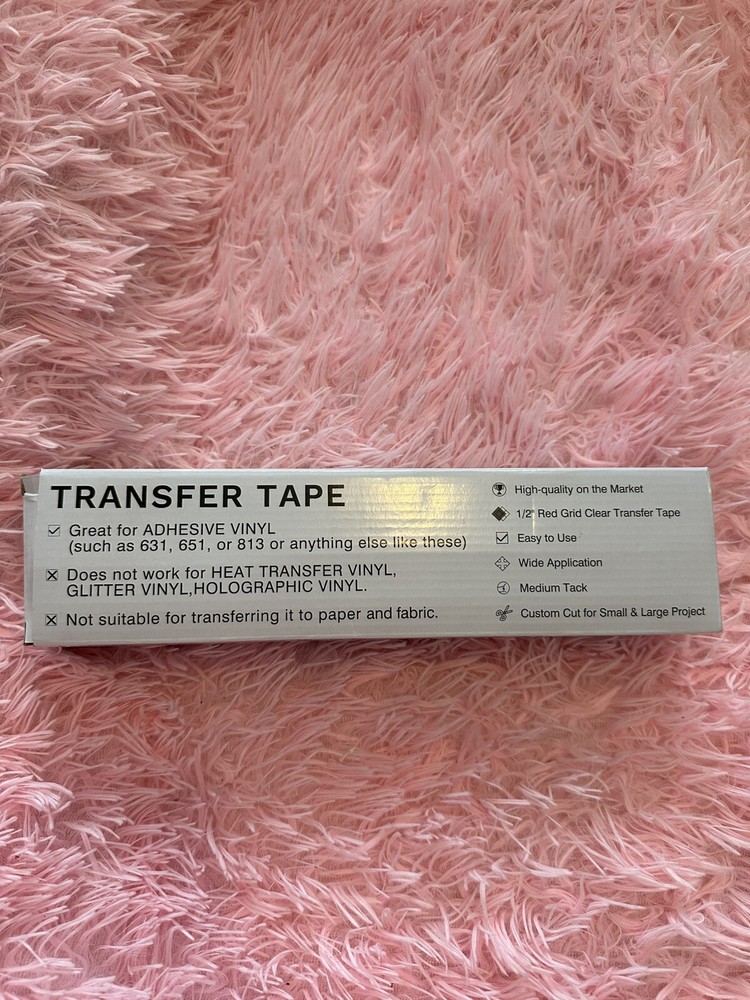 TRANSFER TAPE
Great for ADHESIVE VINYL
(such as 631, 651, or 813 or anything else like these)
Does not work for HEAT TRANSFER VINYL,
GLITTER VINYL,HOLOGRAPHIC VINYL.
Not suitable for transferring it to paper and fabric.
High-quality on the Market
1/2" Red Grid Clear Transfer Tape
Easy to Use
Wide Application
Medium Tack
Custom Cut for Small & Large Project